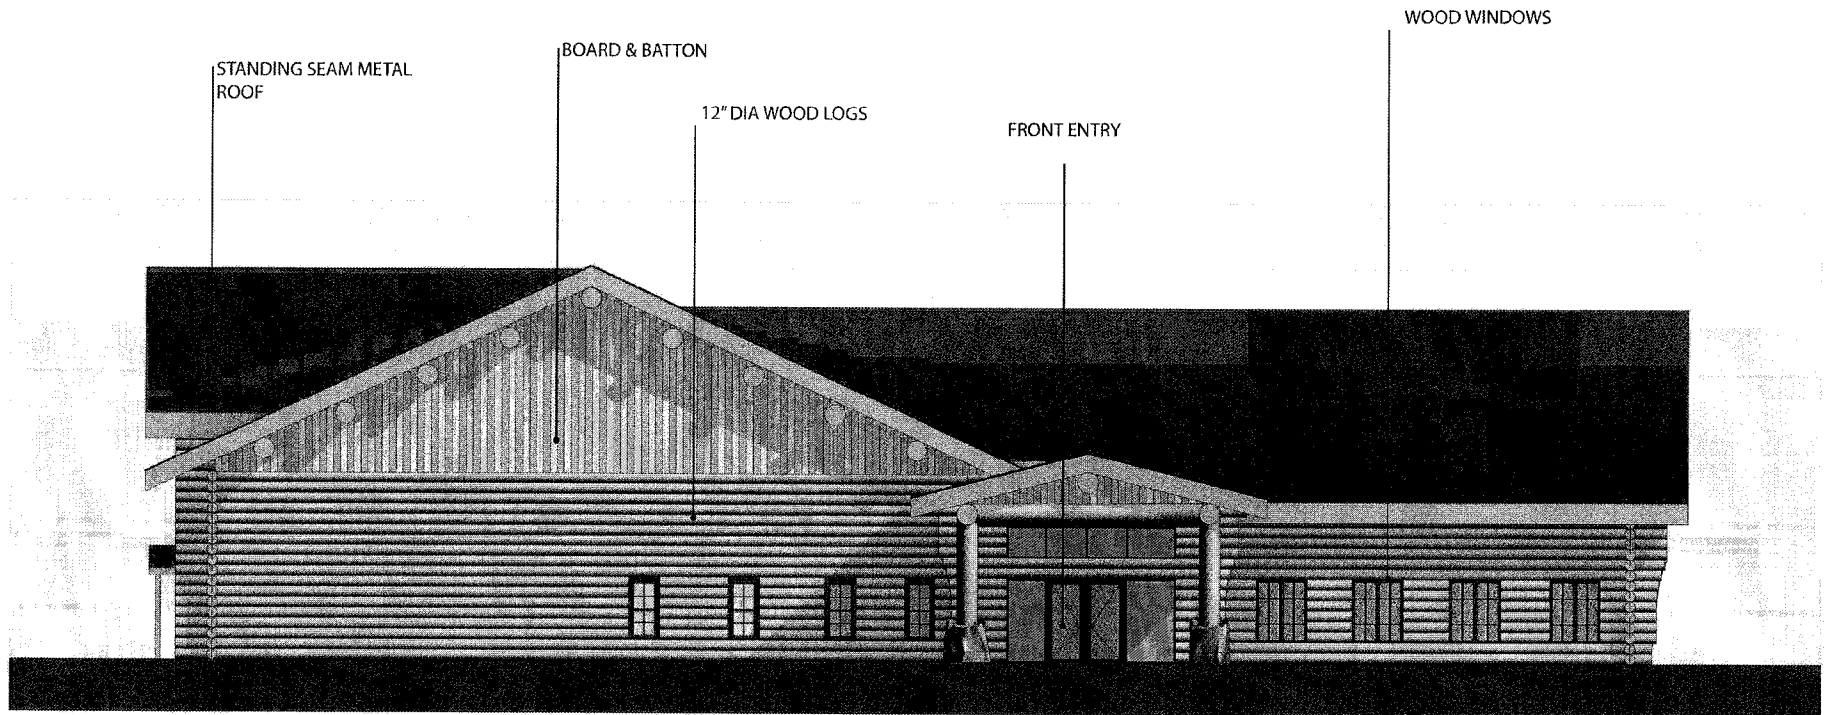 WOOD WINDOWS
BOARD & BATTON
STANDING SEAM METAL
ROOF
12" DIA WOOD LOGS
FRONT ENTRY